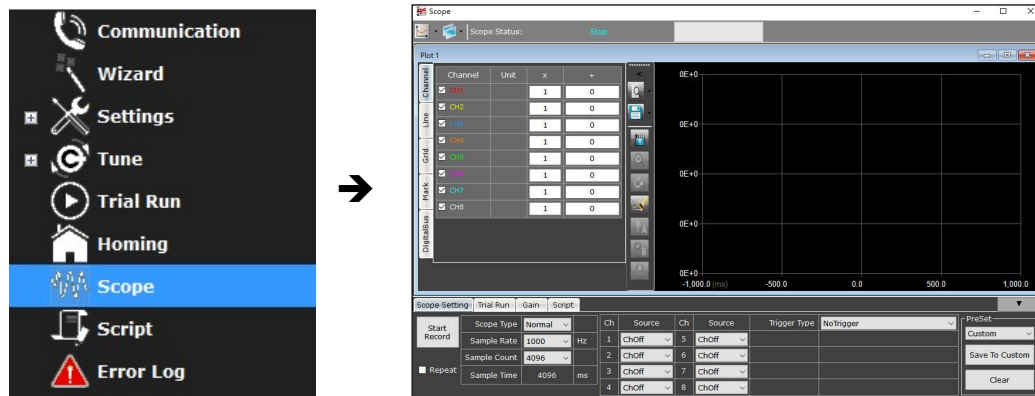 Communication
Wizard
Settings
Tune
Trial Run
Homing
Scope
Script
Error Log
Scope
Scope Status: Stop
Plot 1
Channel
Line
Grid
Mark
DigitalBus
Channel Unit x +
CH1 1 0
CH2 1 0
CH3 1 0
CH4 1 0
CH5 1 0
CH6 1 0
CH7 1 0
CH8 1 0
0E+0
0E+0
0E+0
0E+0
0E+0
-1,000.0 (ms) -500.0 0.0 500.0 1,000.0
Scope Setting Trial Run Gain Script
Start Record
Repeat
Scope Type Normal
Sample Rate 1000 Hz
Sample Count 4096
Sample Time 4096 ms
Ch Source Ch Source
1 ChOff 5 ChOff
2 ChOff 6 ChOff
3 ChOff 7 ChOff
4 ChOff 8 ChOff
Trigger Type NoTrigger
PreSet
Custom
Save To Custom
Clear